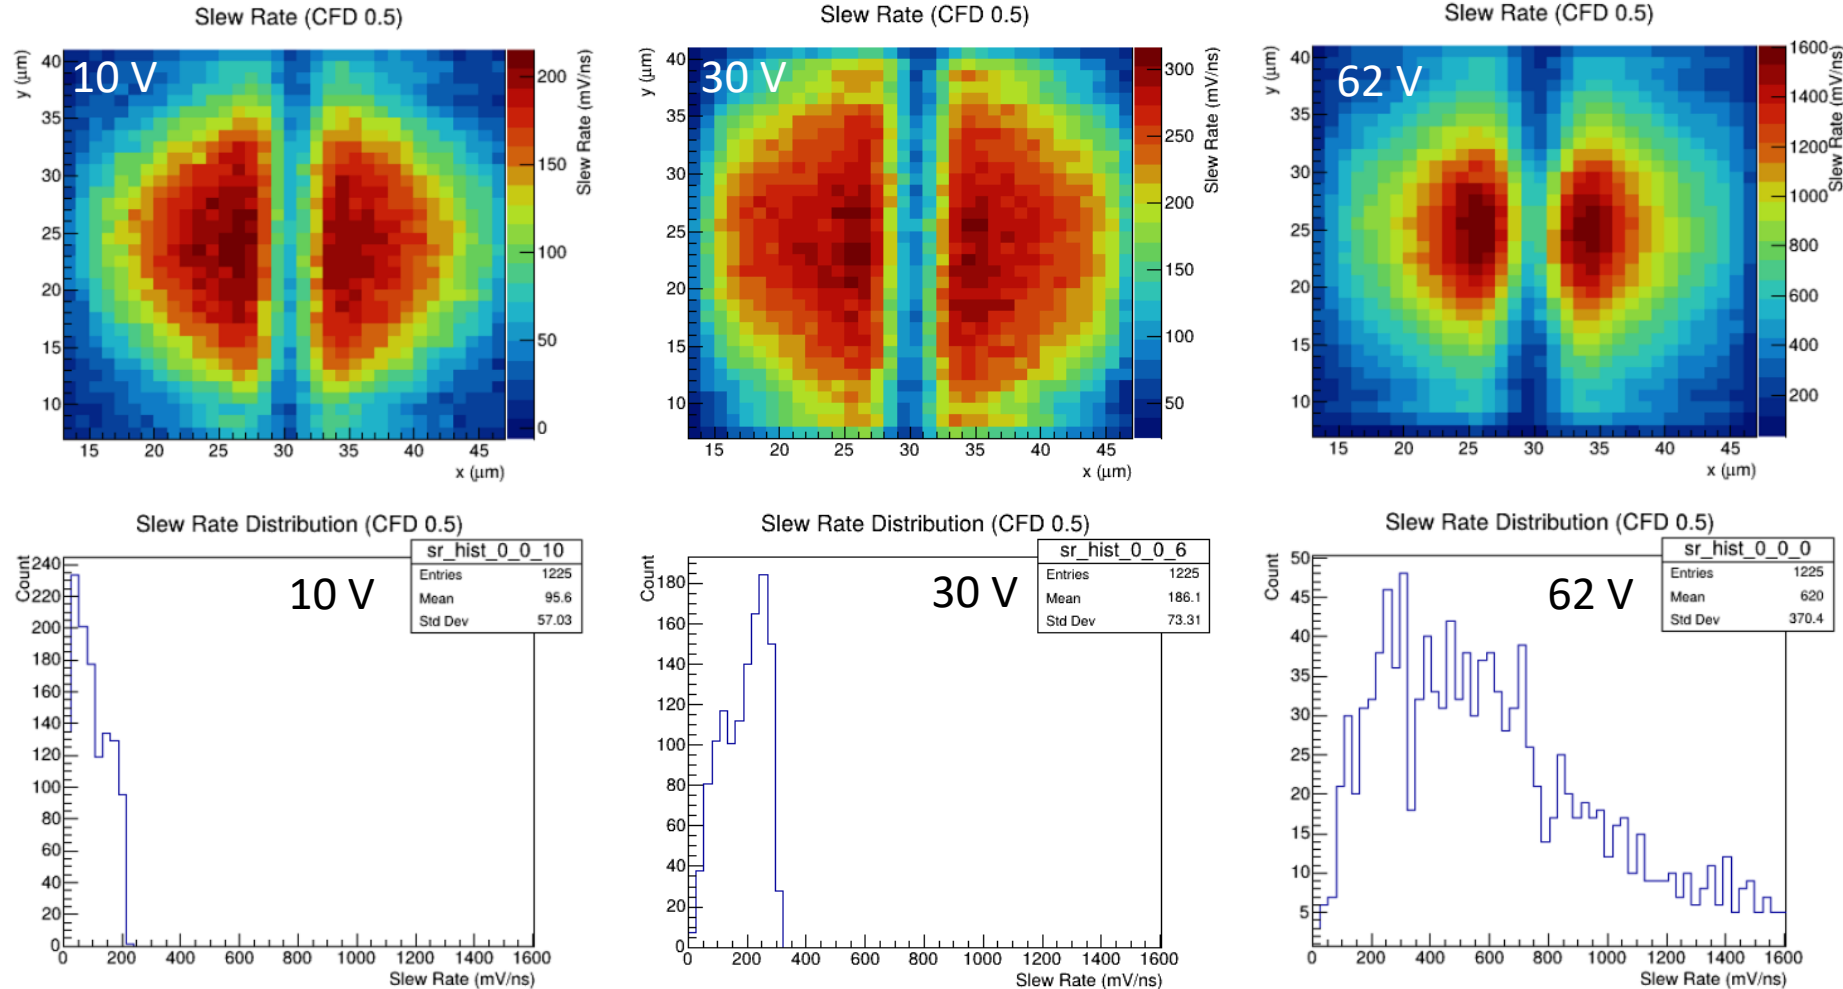 Slew Rate (CFD 0.5)
10 V
y (μm)
40
35
30
25
20
15
10
15 20 25 30 35 40 45
x (μm)
200
150
100
50
0
Slew Rate (mV/ns)
Slew Rate (CFD 0.5)
30 V
y (μm)
40
35
30
25
20
15
10
15 20 25 30 35 40 45
x (μm)
300
250
200
150
100
50
Slew Rate (mV/ns)
Slew Rate (CFD 0.5)
62 V
y (μm)
40
35
30
25
20
15
10
15 20 25 30 35 40 45
x (μm)
1600
1400
1200
1000
800
600
400
200
Slew Rate (mV/ns)
Slew Rate Distribution (CFD 0.5)
10 V
sr_hist_0_0_10
Entries 1225
Mean 95.6
Std Dev 57.03
Count
240
220
200
180
160
140
120
100
80
60
40
20
0
0 200 400 600 800 1000 1200 1400 1600
Slew Rate (mV/ns)
Slew Rate Distribution (CFD 0.5)
30 V
sr_hist_0_0_6
Entries 1225
Mean 186.1
Std Dev 73.31
Count
180
160
140
120
100
80
60
40
20
0
0 200 400 600 800 1000 1200 1400 1600
Slew Rate (mV/ns)
Slew Rate Distribution (CFD 0.5)
62 V
sr_hist_0_0_0
Entries 1225
Mean 620
Std Dev 370.4
Count
50
45
40
35
30
25
20
15
10
5
0 200 400 600 800 1000 1200 1400 1600
Slew Rate (mV/ns)